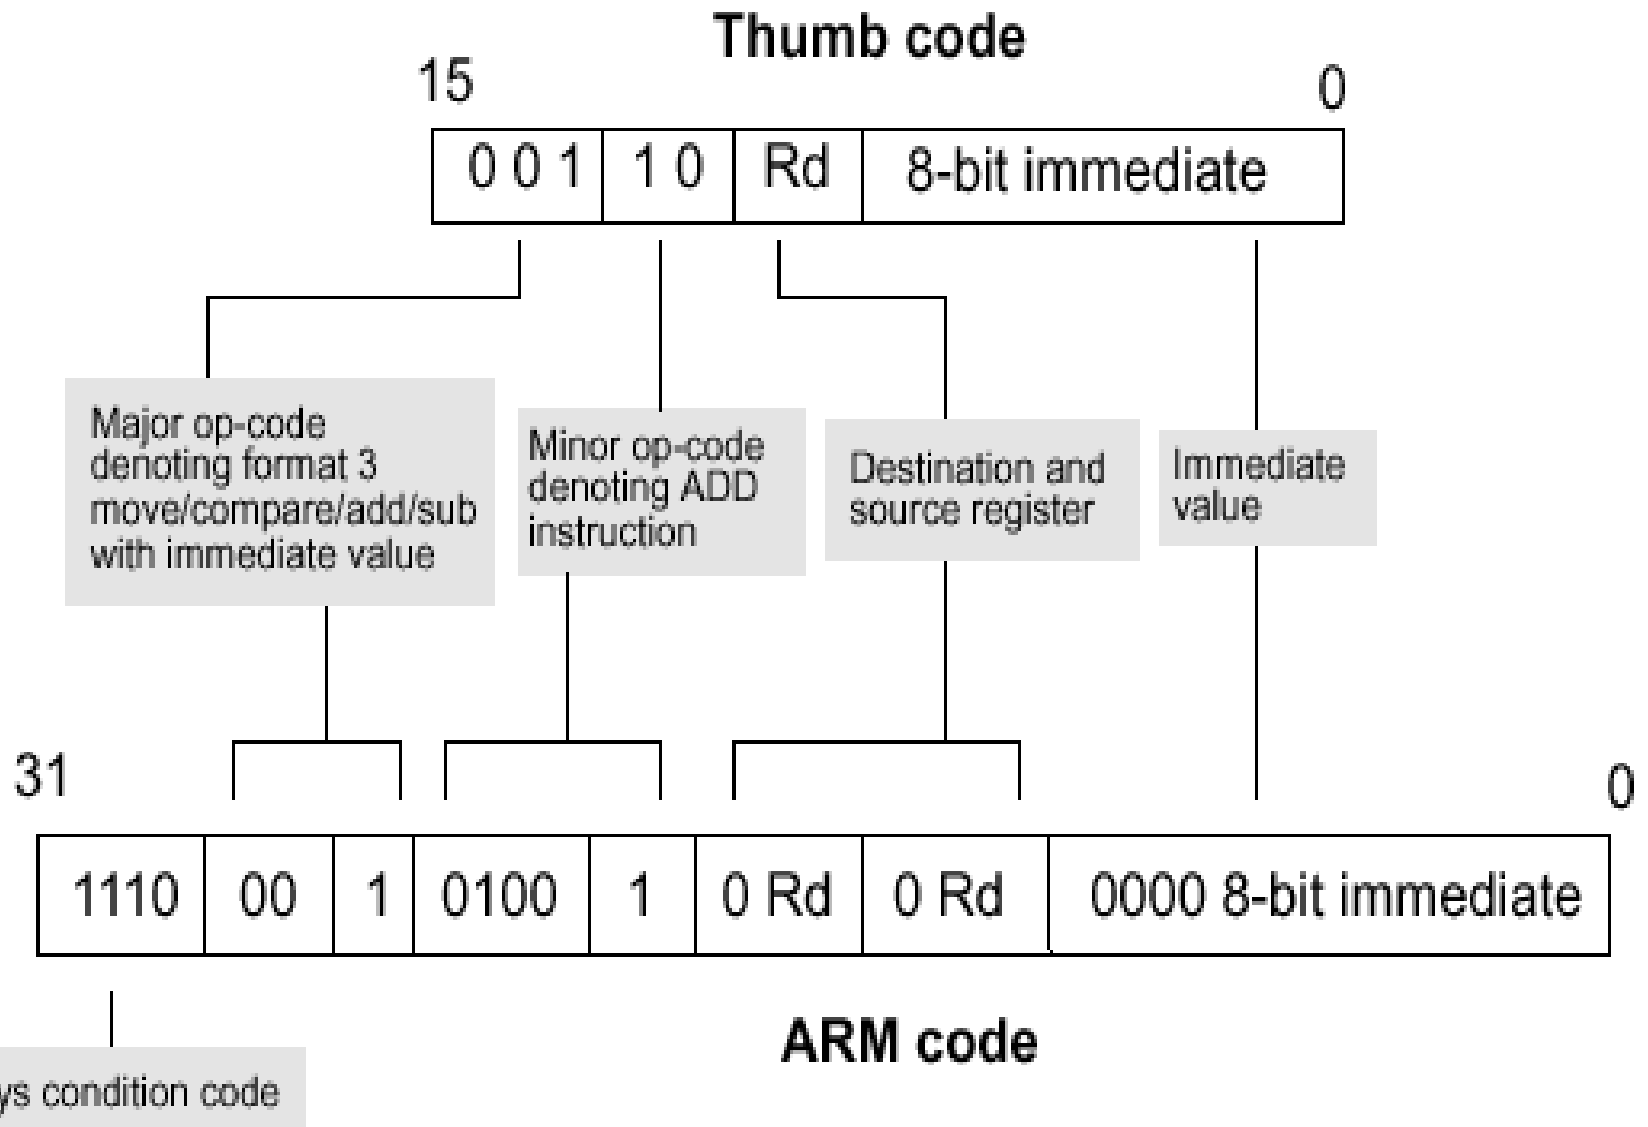 Thumb code
15 0
0 0 1 1 0 Rd 8-bit immediate
Major op-code
denoting format 3
move/compare/add/sub
with immediate value
Minor op-code
denoting ADD
instruction
Destination and
source register
Immediate
value
31 0
1110 00 1 0100 1 0 Rd 0 Rd 0000 8-bit immediate
ARM code
ys condition code